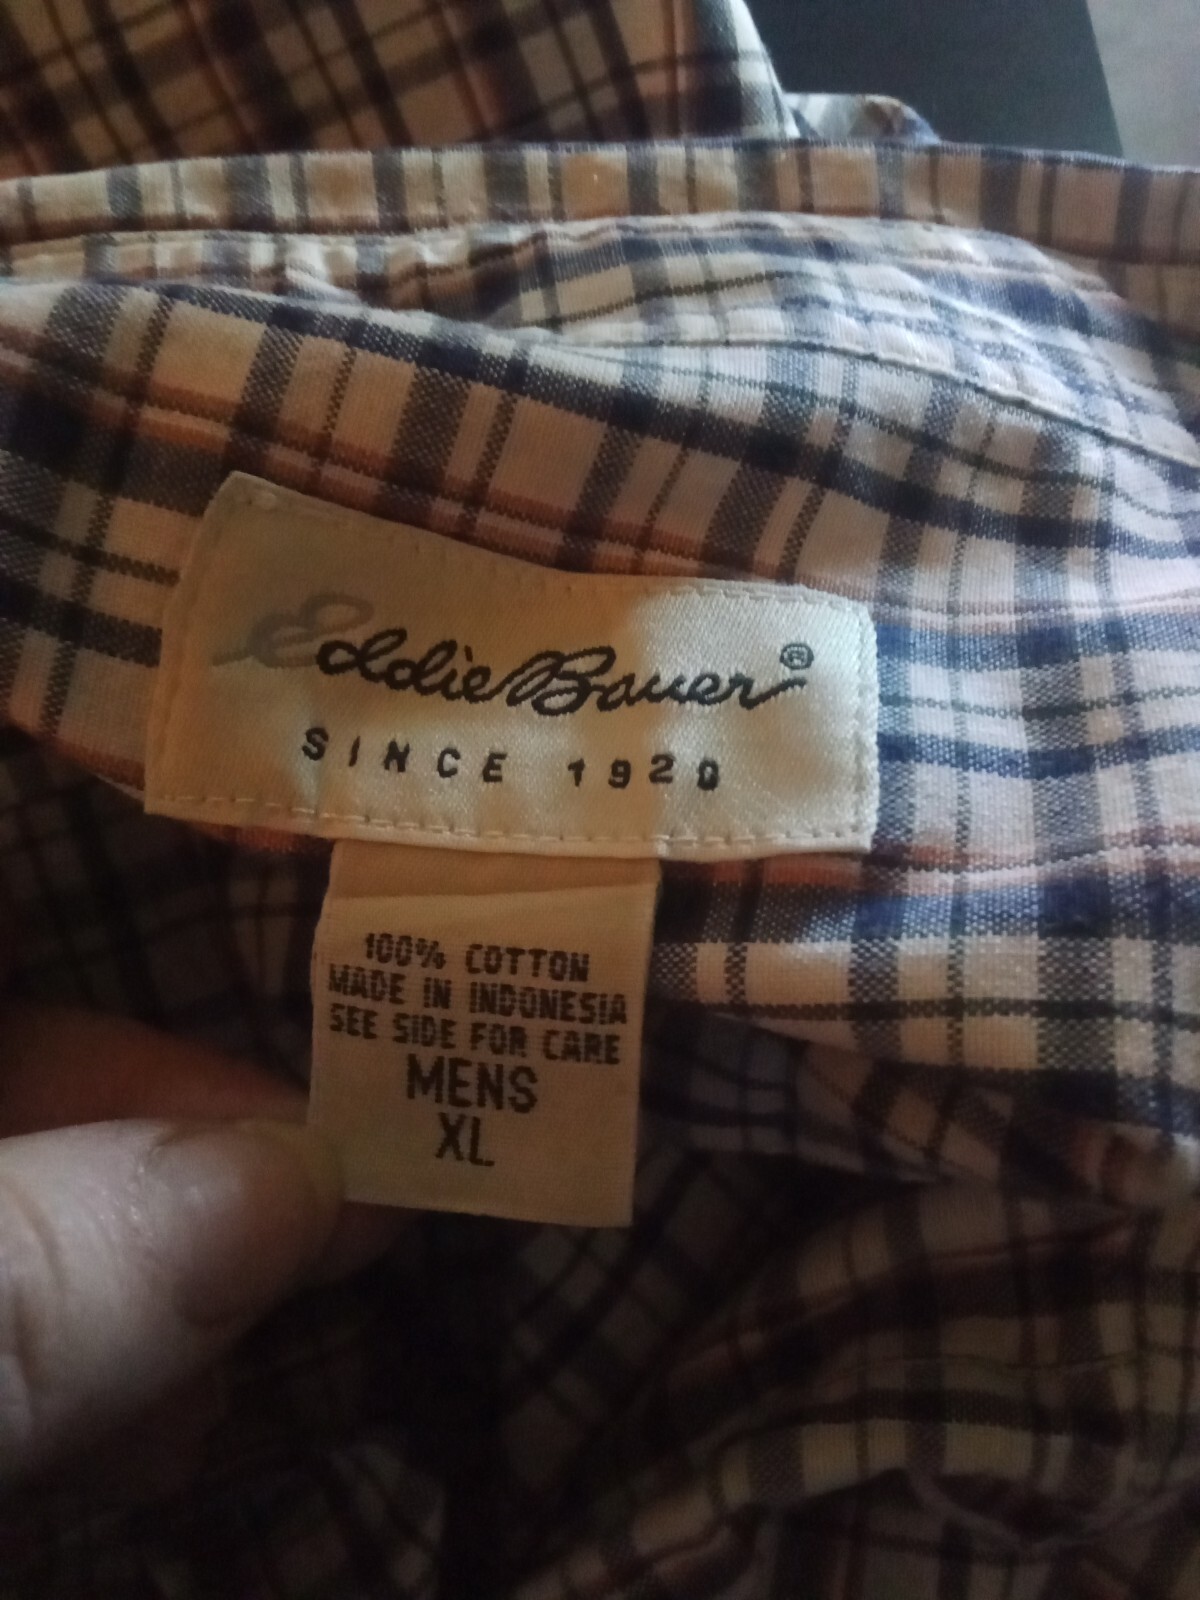 Eddie Bauer®
SINCE 1920
100% COTTON
MADE IN INDONESIA
SEE SIDE FOR CARE
MENS
XL